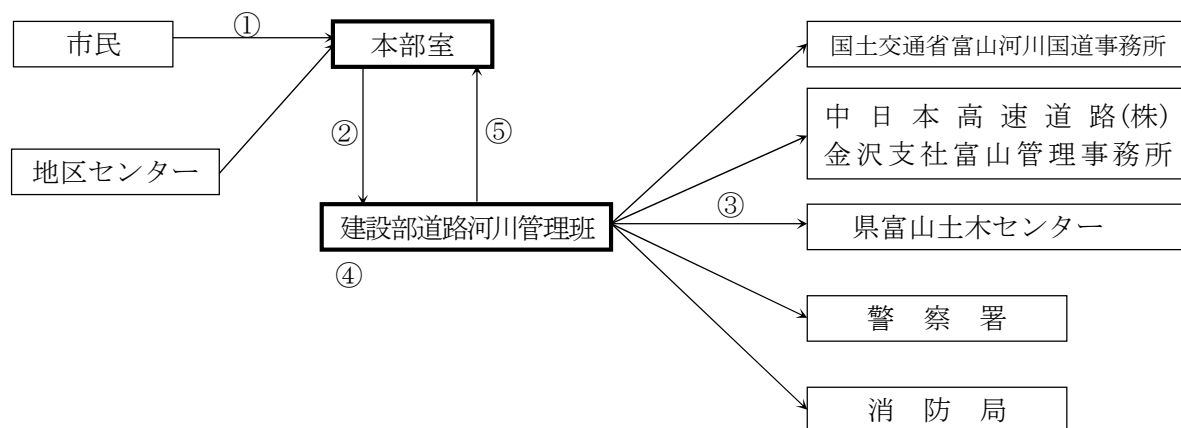 市民
①
本部室
国土交通省富山河川国道事務所
中日本高速道路(株)
金沢支社富山管理事務所
②
⑤
地区センター
建設部道路河川管理班
③
県富山土木センター
④
警察署
消防局